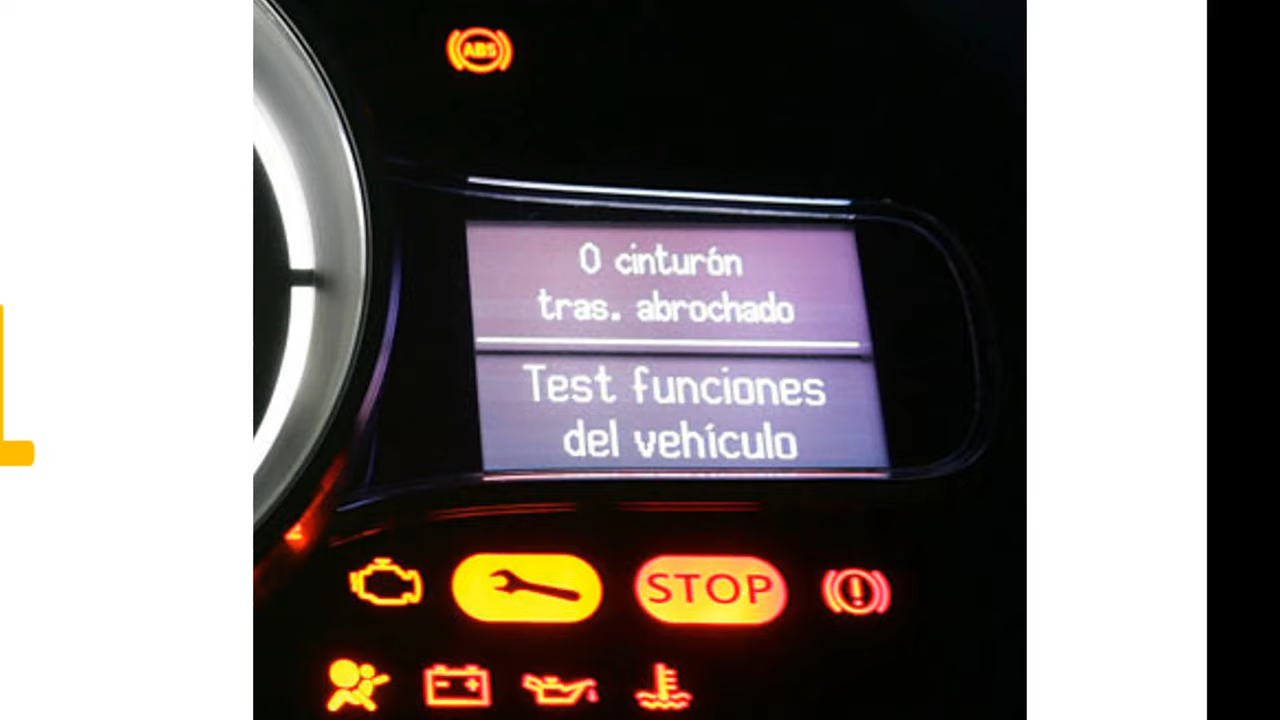 ABS
0 cinturón
tras. abrochado
Test funciones
del vehículo
STOP